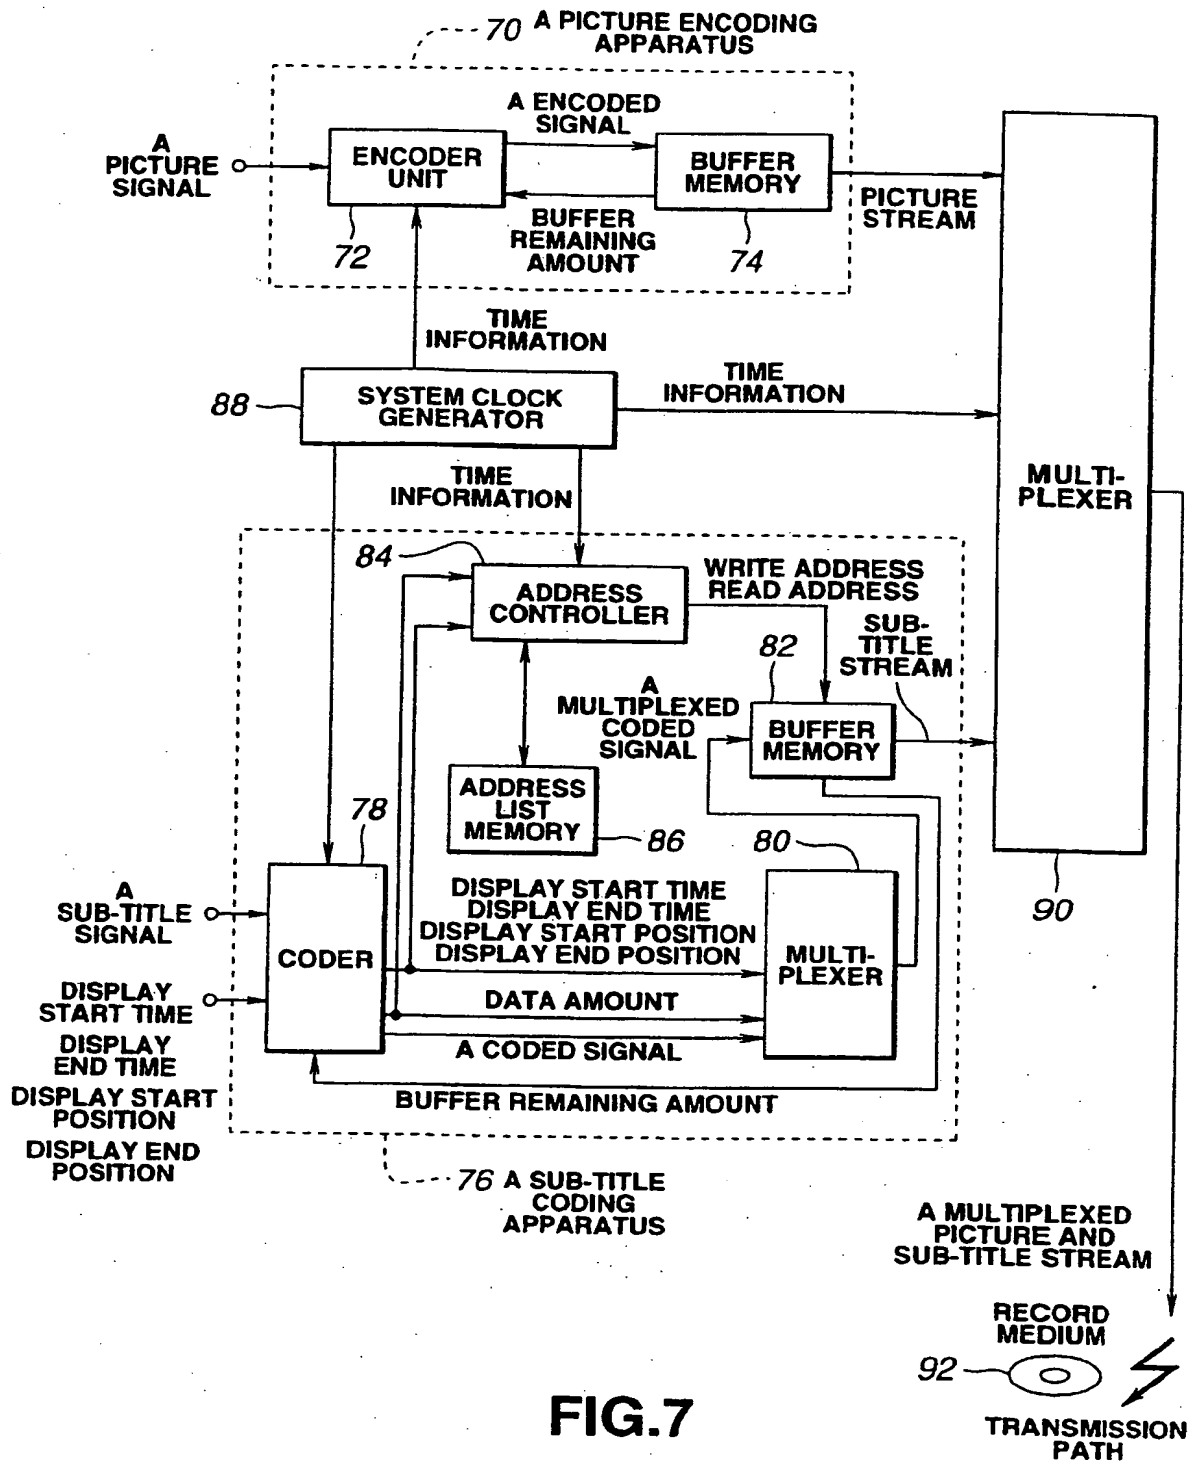 70 A PICTURE ENCODING
APPARATUS
A ENCODED
SIGNAL
A
PICTURE
SIGNAL
ENCODER
UNIT
BUFFER
MEMORY
PICTURE
STREAM
BUFFER
REMAINING
AMOUNT
72
74
TIME
INFORMATION
88
SYSTEM CLOCK
GENERATOR
TIME
INFORMATION
MULTI-
PLEXER
TIME
INFORMATION
84
ADDRESS
CONTROLLER
WRITE ADDRESS
READ ADDRESS
SUB-
TITLE
STREAM
82
A
MULTIPLEXED
CODED
SIGNAL
BUFFER
MEMORY
ADDRESS
LIST
MEMORY
86
78
80
90
A
SUB-TITLE
SIGNAL
CODER
DISPLAY START TIME
DISPLAY END TIME
DISPLAY START POSITION
DISPLAY END POSITION
MULTI-
PLEXER
DATA AMOUNT
A CODED SIGNAL
DISPLAY
START TIME
DISPLAY
END TIME
DISPLAY START
POSITION
DISPLAY END
POSITION
BUFFER REMAINING AMOUNT
76 A SUB-TITLE
CODING
APPARATUS
A MULTIPLEXED
PICTURE AND
SUB-TITLE STREAM
RECORD
MEDIUM
92
TRANSMISSION
PATH
FIG.7